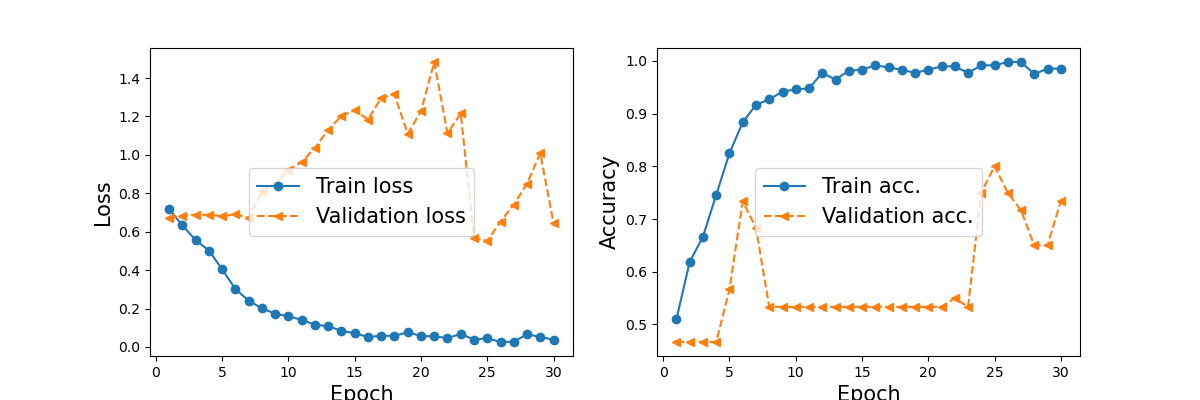 1.4
1.2
1.0
0.8
0.6
0.4
0.2
0.0
Loss
Train loss
Validation loss
0 5 10 15 20 25 30
Epoch
1.0
0.9
0.8
0.7
0.6
0.5
Accuracy
Train acc.
Validation acc.
0 5 10 15 20 25 30
Epoch